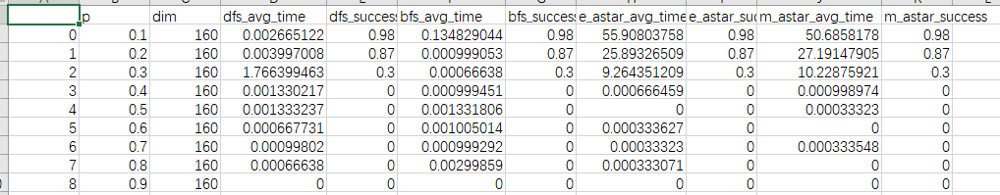 p dim dfs_avg_time dfs_succes bfs_avg_time bfs_succes e_astar_avg_time e_astar_suc m_astar_avg_time m_astar_success
0 0.1 160 0.002665122 0.98 0.134829044 0.98 55.90803758 0.98 50.6858178 0.98
1 0.2 160 0.003997008 0.87 0.000999053 0.87 25.89326509 0.87 27.19147905 0.87
2 0.3 160 1.766399463 0.3 0.00066638 0.3 9.264351209 0.3 10.22875921 0.3
3 0.4 160 0.001330217 0 0.000999451 0 0.000666459 0 0.000998974 0
4 0.5 160 0.001333237 0 0.001331806 0 0 0 0.00033323 0
5 0.6 160 0.000667731 0 0.001005014 0 0.000333627 0 0 0
6 0.7 160 0.00099802 0 0.000999292 0 0.00033323 0 0.000333548 0
7 0.8 160 0.00066638 0 0.00299859 0 0.000333071 0 0 0
8 0.9 160 0 0 0 0 0 0 0 0